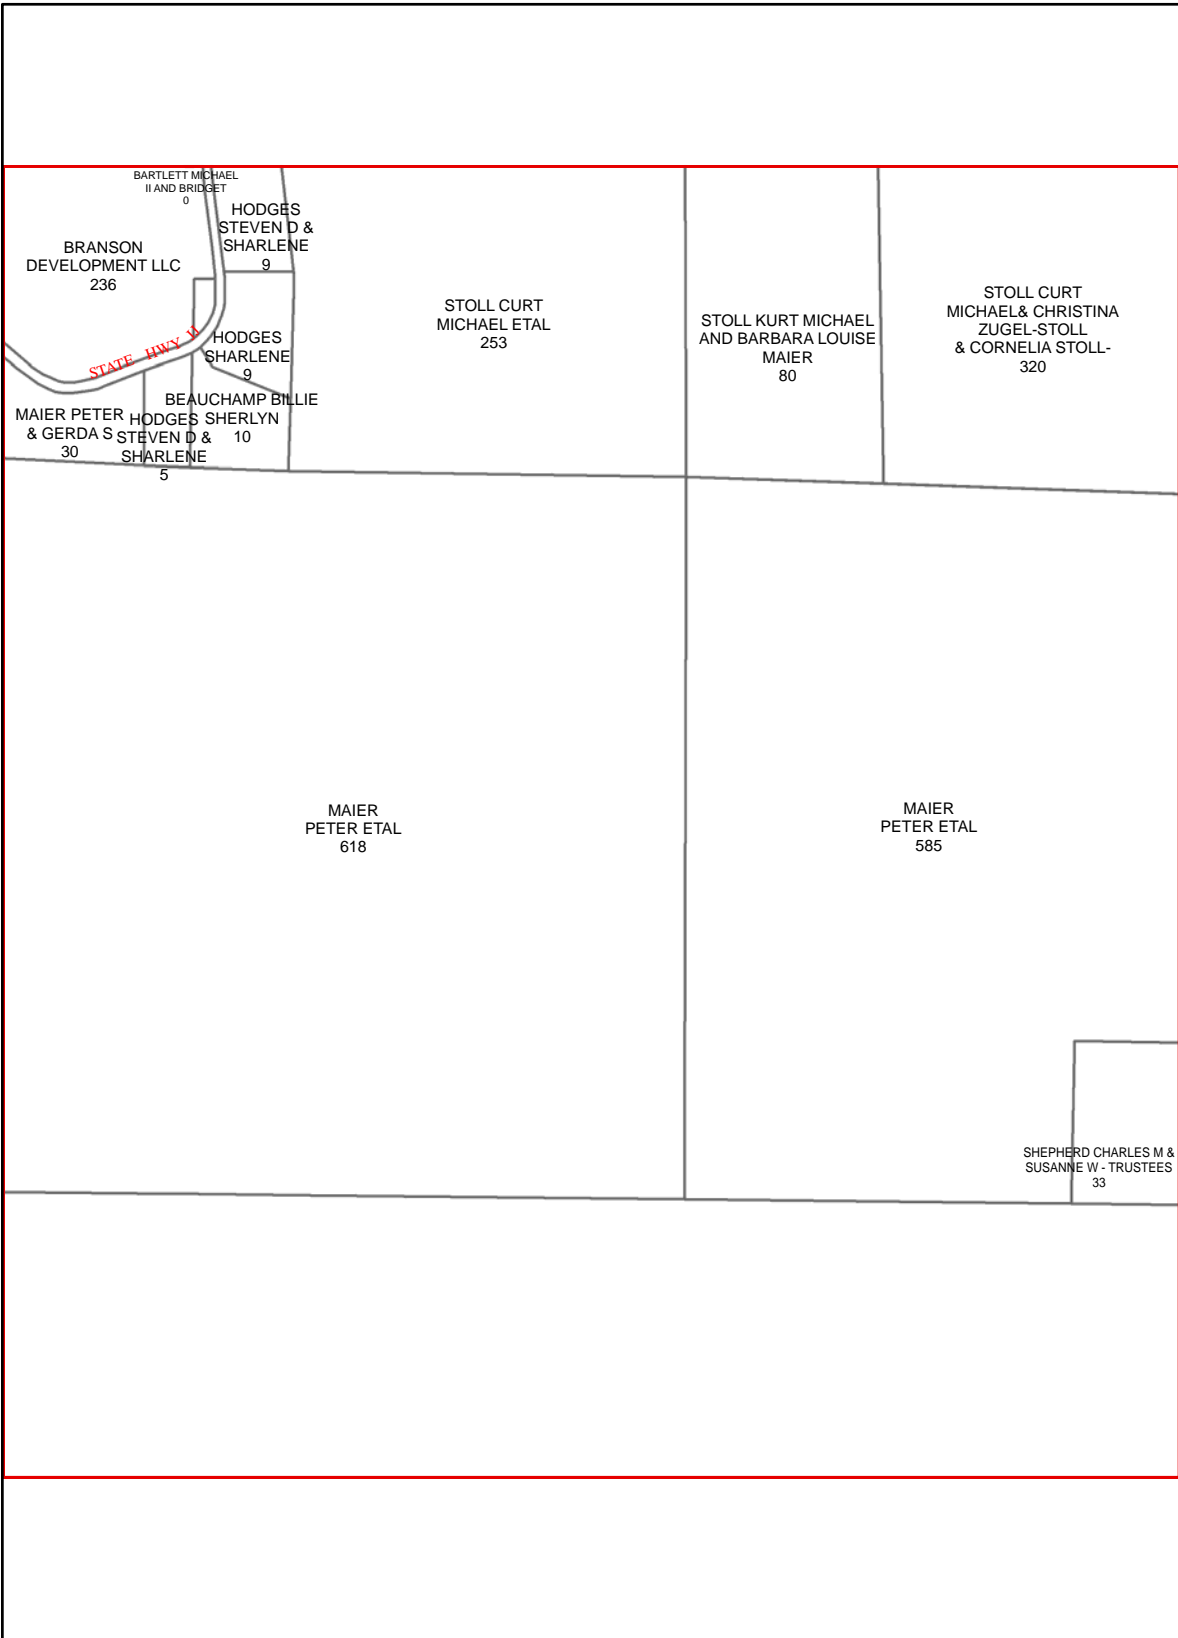 BARTLETT MICHAEL
II AND BRIDGET
0
HODGES
STEVEN D &
SHARLENE
9
BRANSON
DEVELOPMENT LLC
236
STOLL CURT
MICHAEL ETAL
253
STOLL KURT MICHAEL
AND BARBARA LOUISE
MAIER
80
STOLL CURT
MICHAEL& CHRISTINA
ZUGEL-STOLL
& CORNELIA STOLL-
320
STATE HWY H
HODGES
SHARLENE
9
BEAUCHAMP BILLIE
SHERLYN
10
MAIER PETER
& GERDA S
30
HODGES
STEVEN D &
SHARLENE
5
MAIER
PETER ETAL
618
MAIER
PETER ETAL
585
SHEPHERD CHARLES M &
SUSANNE W - TRUSTEES
33